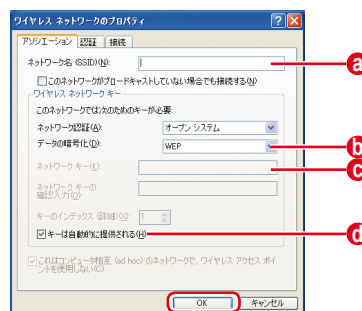 ワイヤレス ネットワークのプロパティ
アソシエーション 認証 接続
ネットワーク名 (SSID)(N): a
このネットワークがブロードキャストしていない場合でも接続する(N)
ワイヤレス ネットワーク キー
このネットワークでは次のためのキーが必要:
ネットワーク認証(A): オープン システム
データの暗号化(D): WEP b
ネットワーク キー(K): c
ネットワーク キーの
確認入力(O):
キーのインデックス (詳細)(X): 1
キーは自動的に提供される(H) d
これはコンピュータ相互 (ad hoc) のネットワークで、ワイヤレス アクセス ポイ
ントを使用しない(C)
OK キャンセル